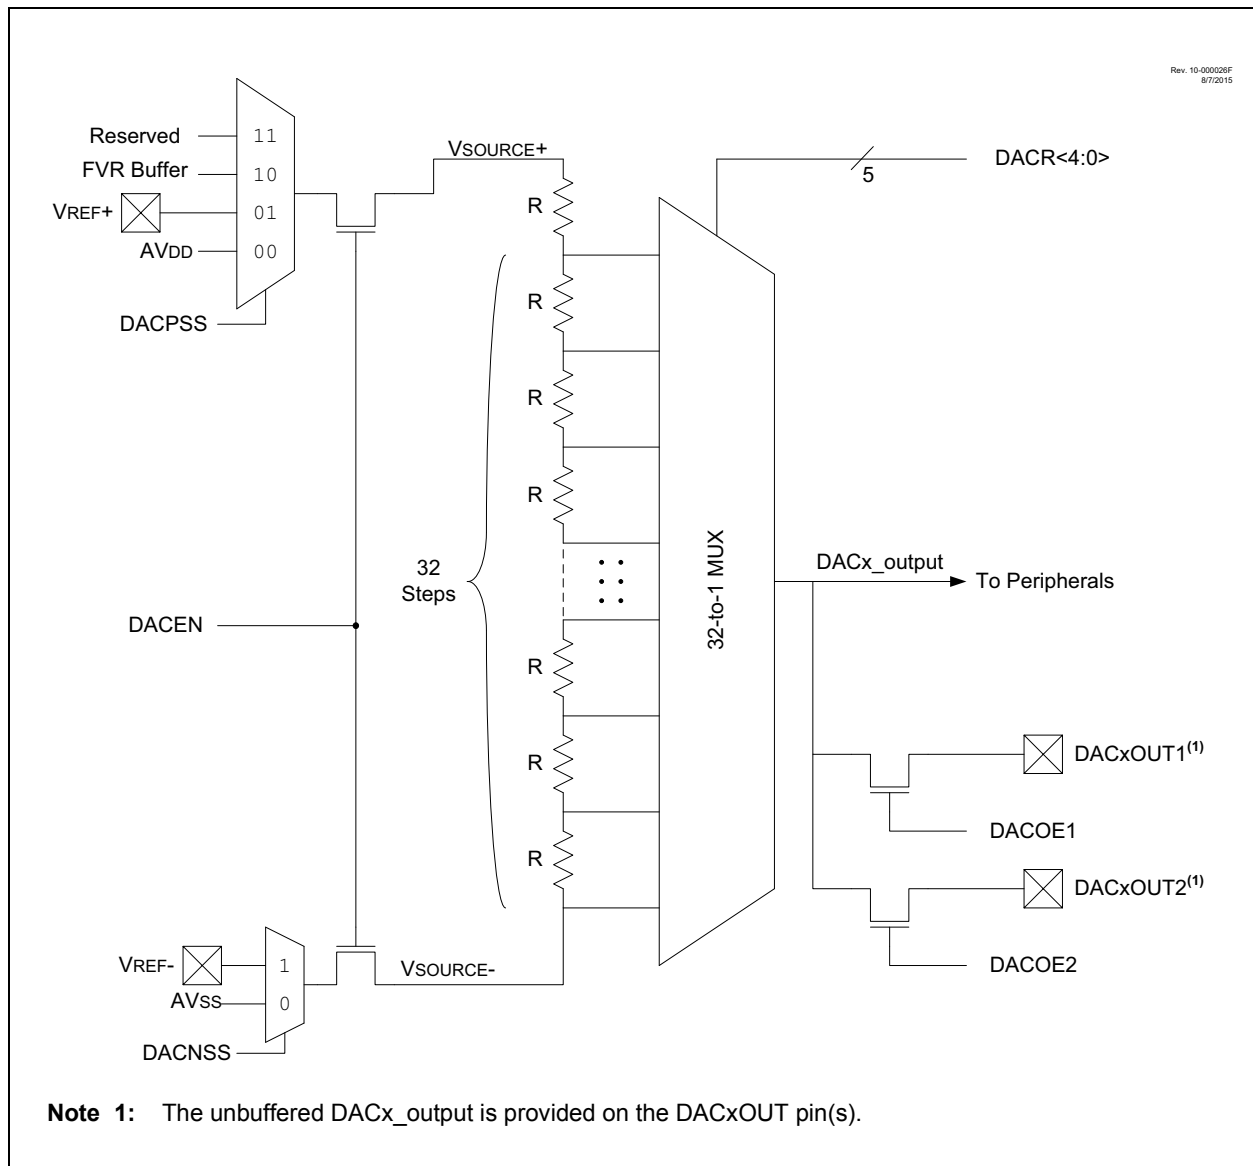 Rev. 10-000026F
8/7/2015
Reserved
11
FVR Buffer
10
VREF+
01
AVDD
00
DACPSS
VSOURCE+
R
R
R
R
32
Steps
R
R
R
DACEN
32-to-1 MUX
5
DACR<4:0>
DACx_output
To Peripherals
DACxOUT1(1)
DACOE1
DACxOUT2(1)
DACOE2
VREF-
1
AVSS
0
VSOURCE-
DACNSS
Note 1: The unbuffered DACx_output is provided on the DACxOUT pin(s).